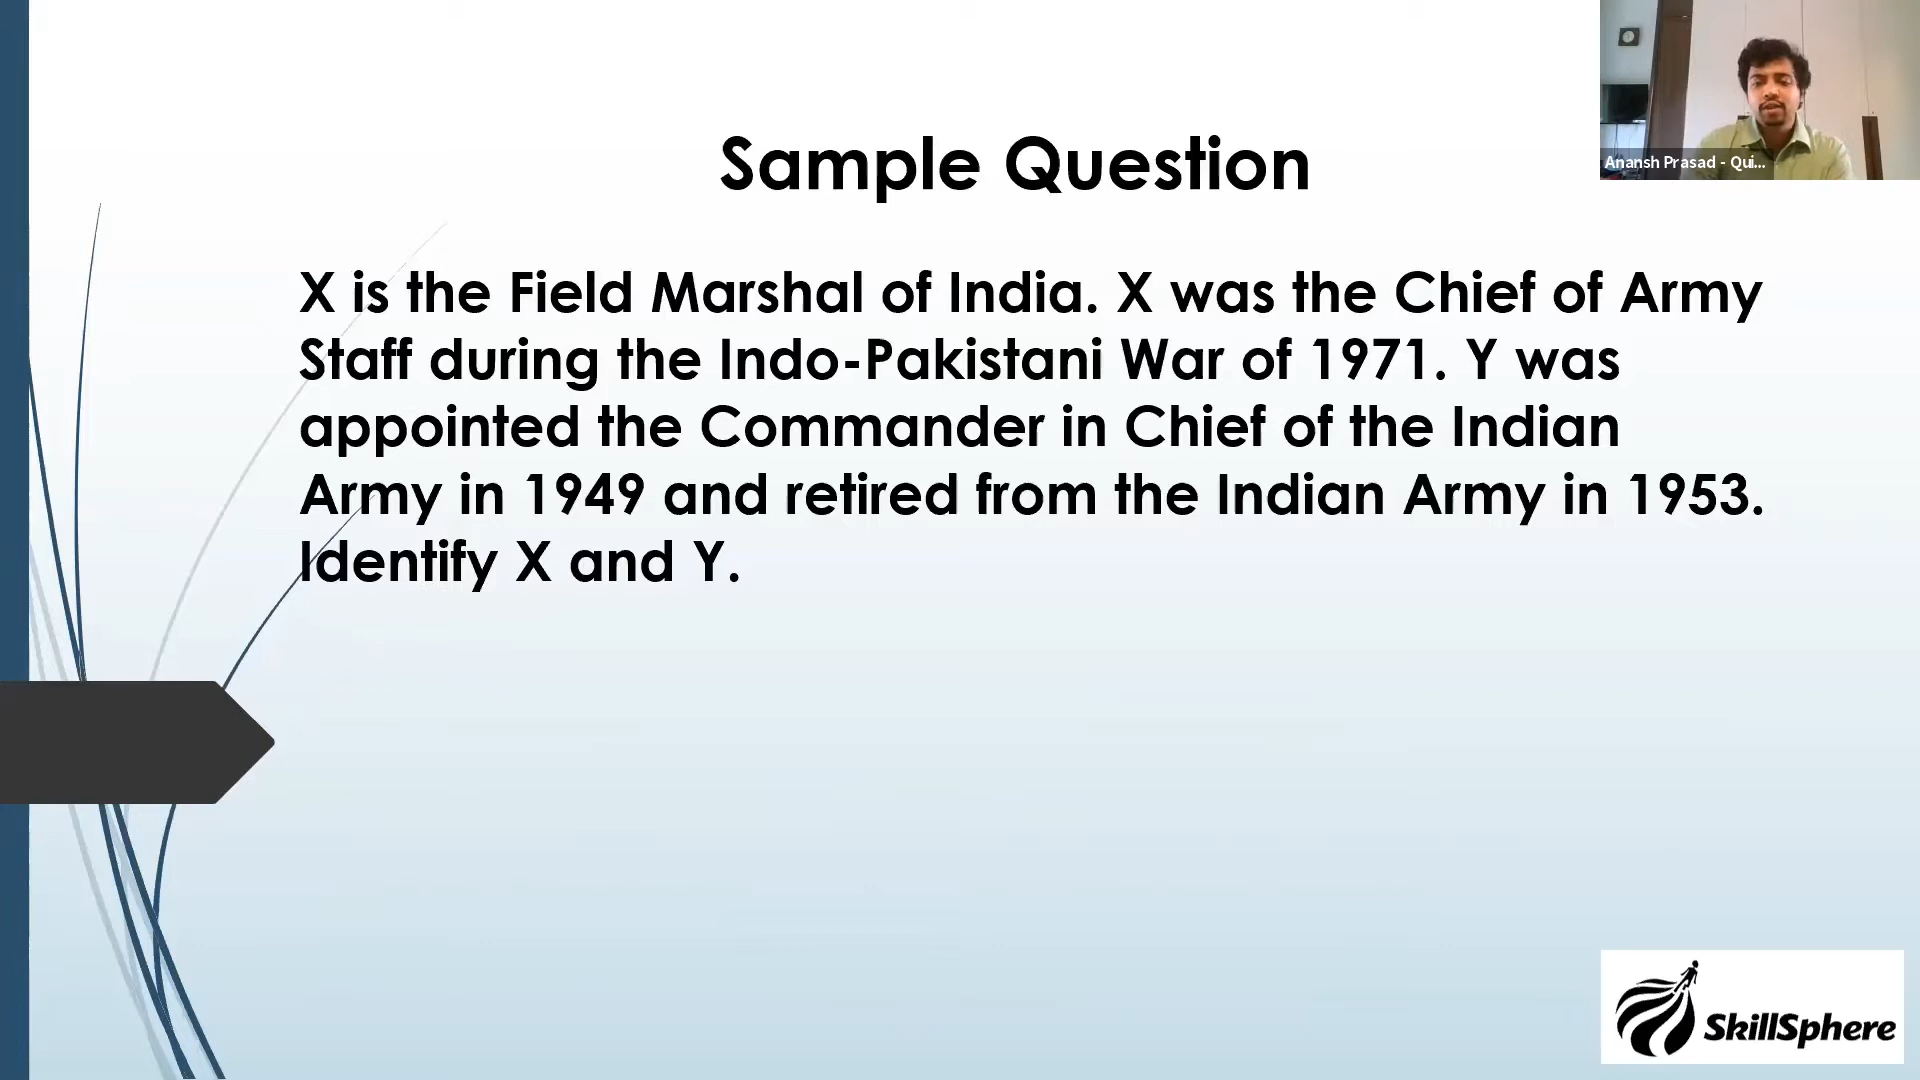 Sample Question
Anansh Prasad - Qui...
X is the Field Marshal of India. X was the Chief of Army
Staff during the Indo-Pakistani War of 1971. Y was
appointed the Commander in Chief of the Indian
Army in 1949 and retired from the Indian Army in 1953.
Identify X and Y.
SkillSphere